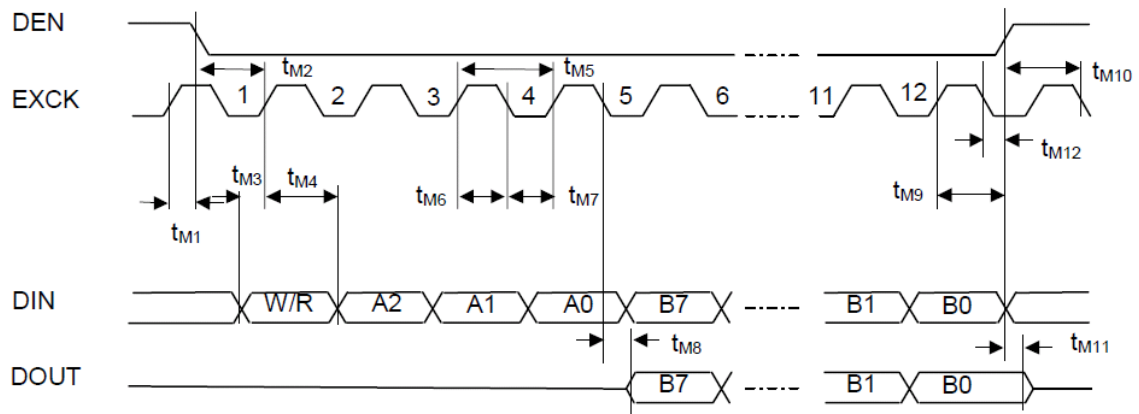 DEN
tM2
tM5
tM10
EXCK
1 2 3 4 5 6 11 12
tM12
tM3
tM4
tM6
tM7
tM9
tM1
DIN
W/R A2 A1 A0 B7 B1 B0
tM8
tM11
DOUT
B7 B1 B0